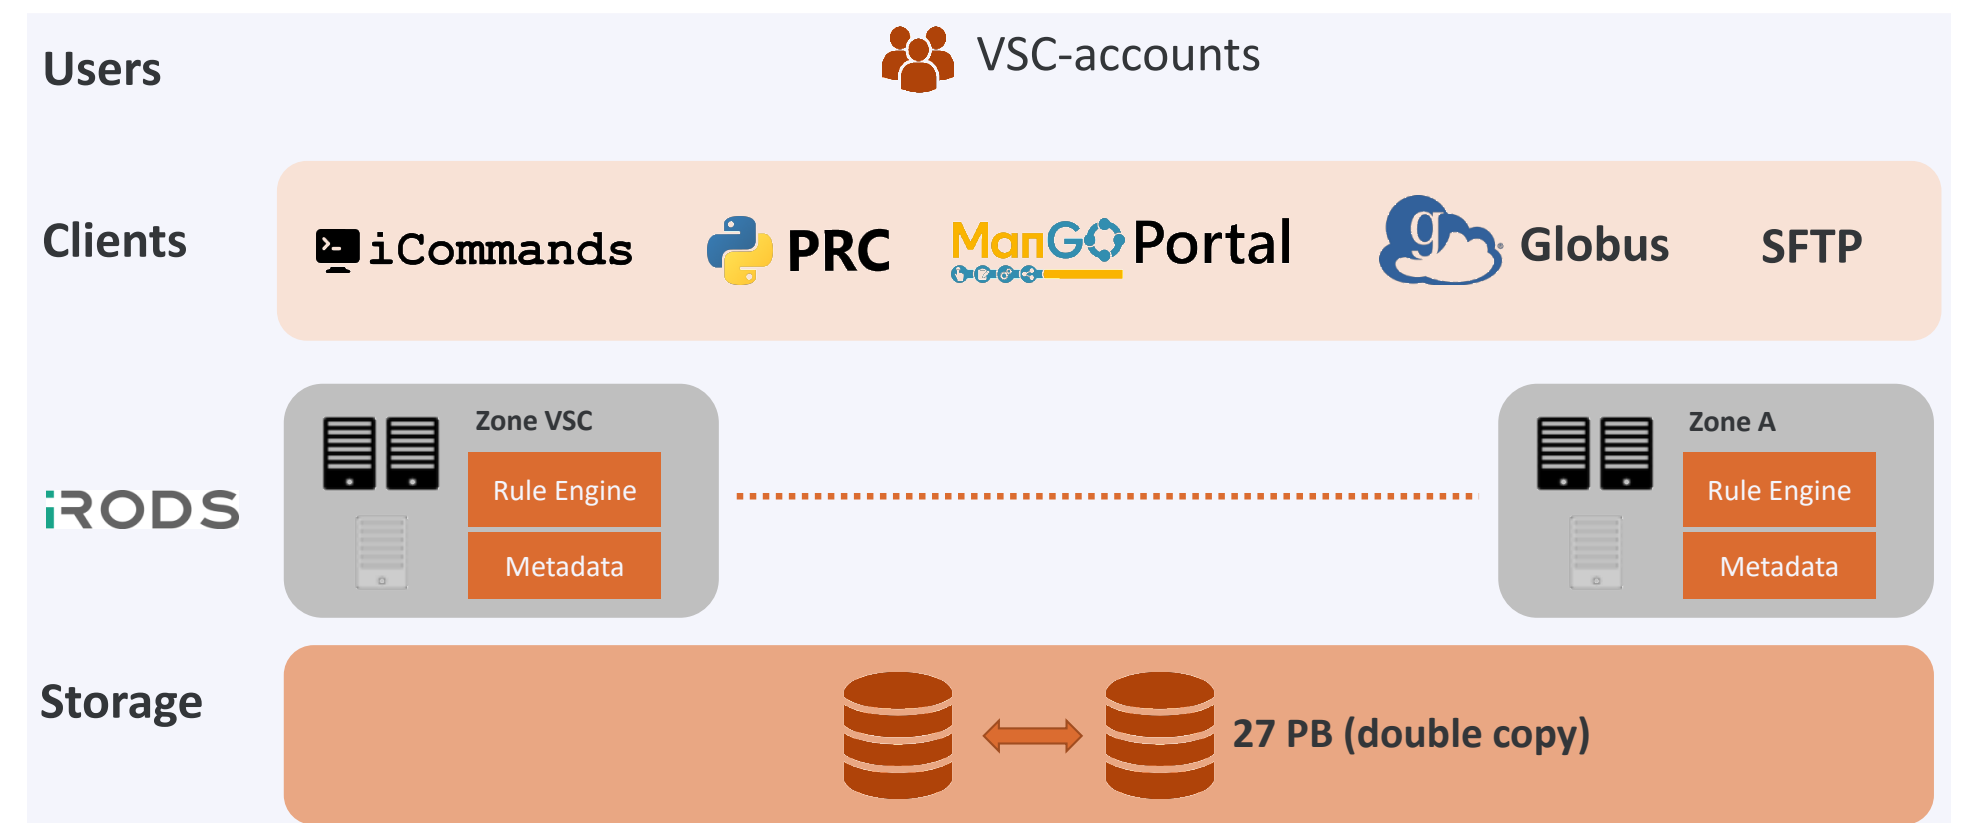 Users
VSC-accounts
Clients
iCommands
PRC
ManGO Portal
g
Globus
SFTP
iRODS
Zone VSC
Rule Engine
Metadata
Zone A
Rule Engine
Metadata
Storage
27 PB (double copy)